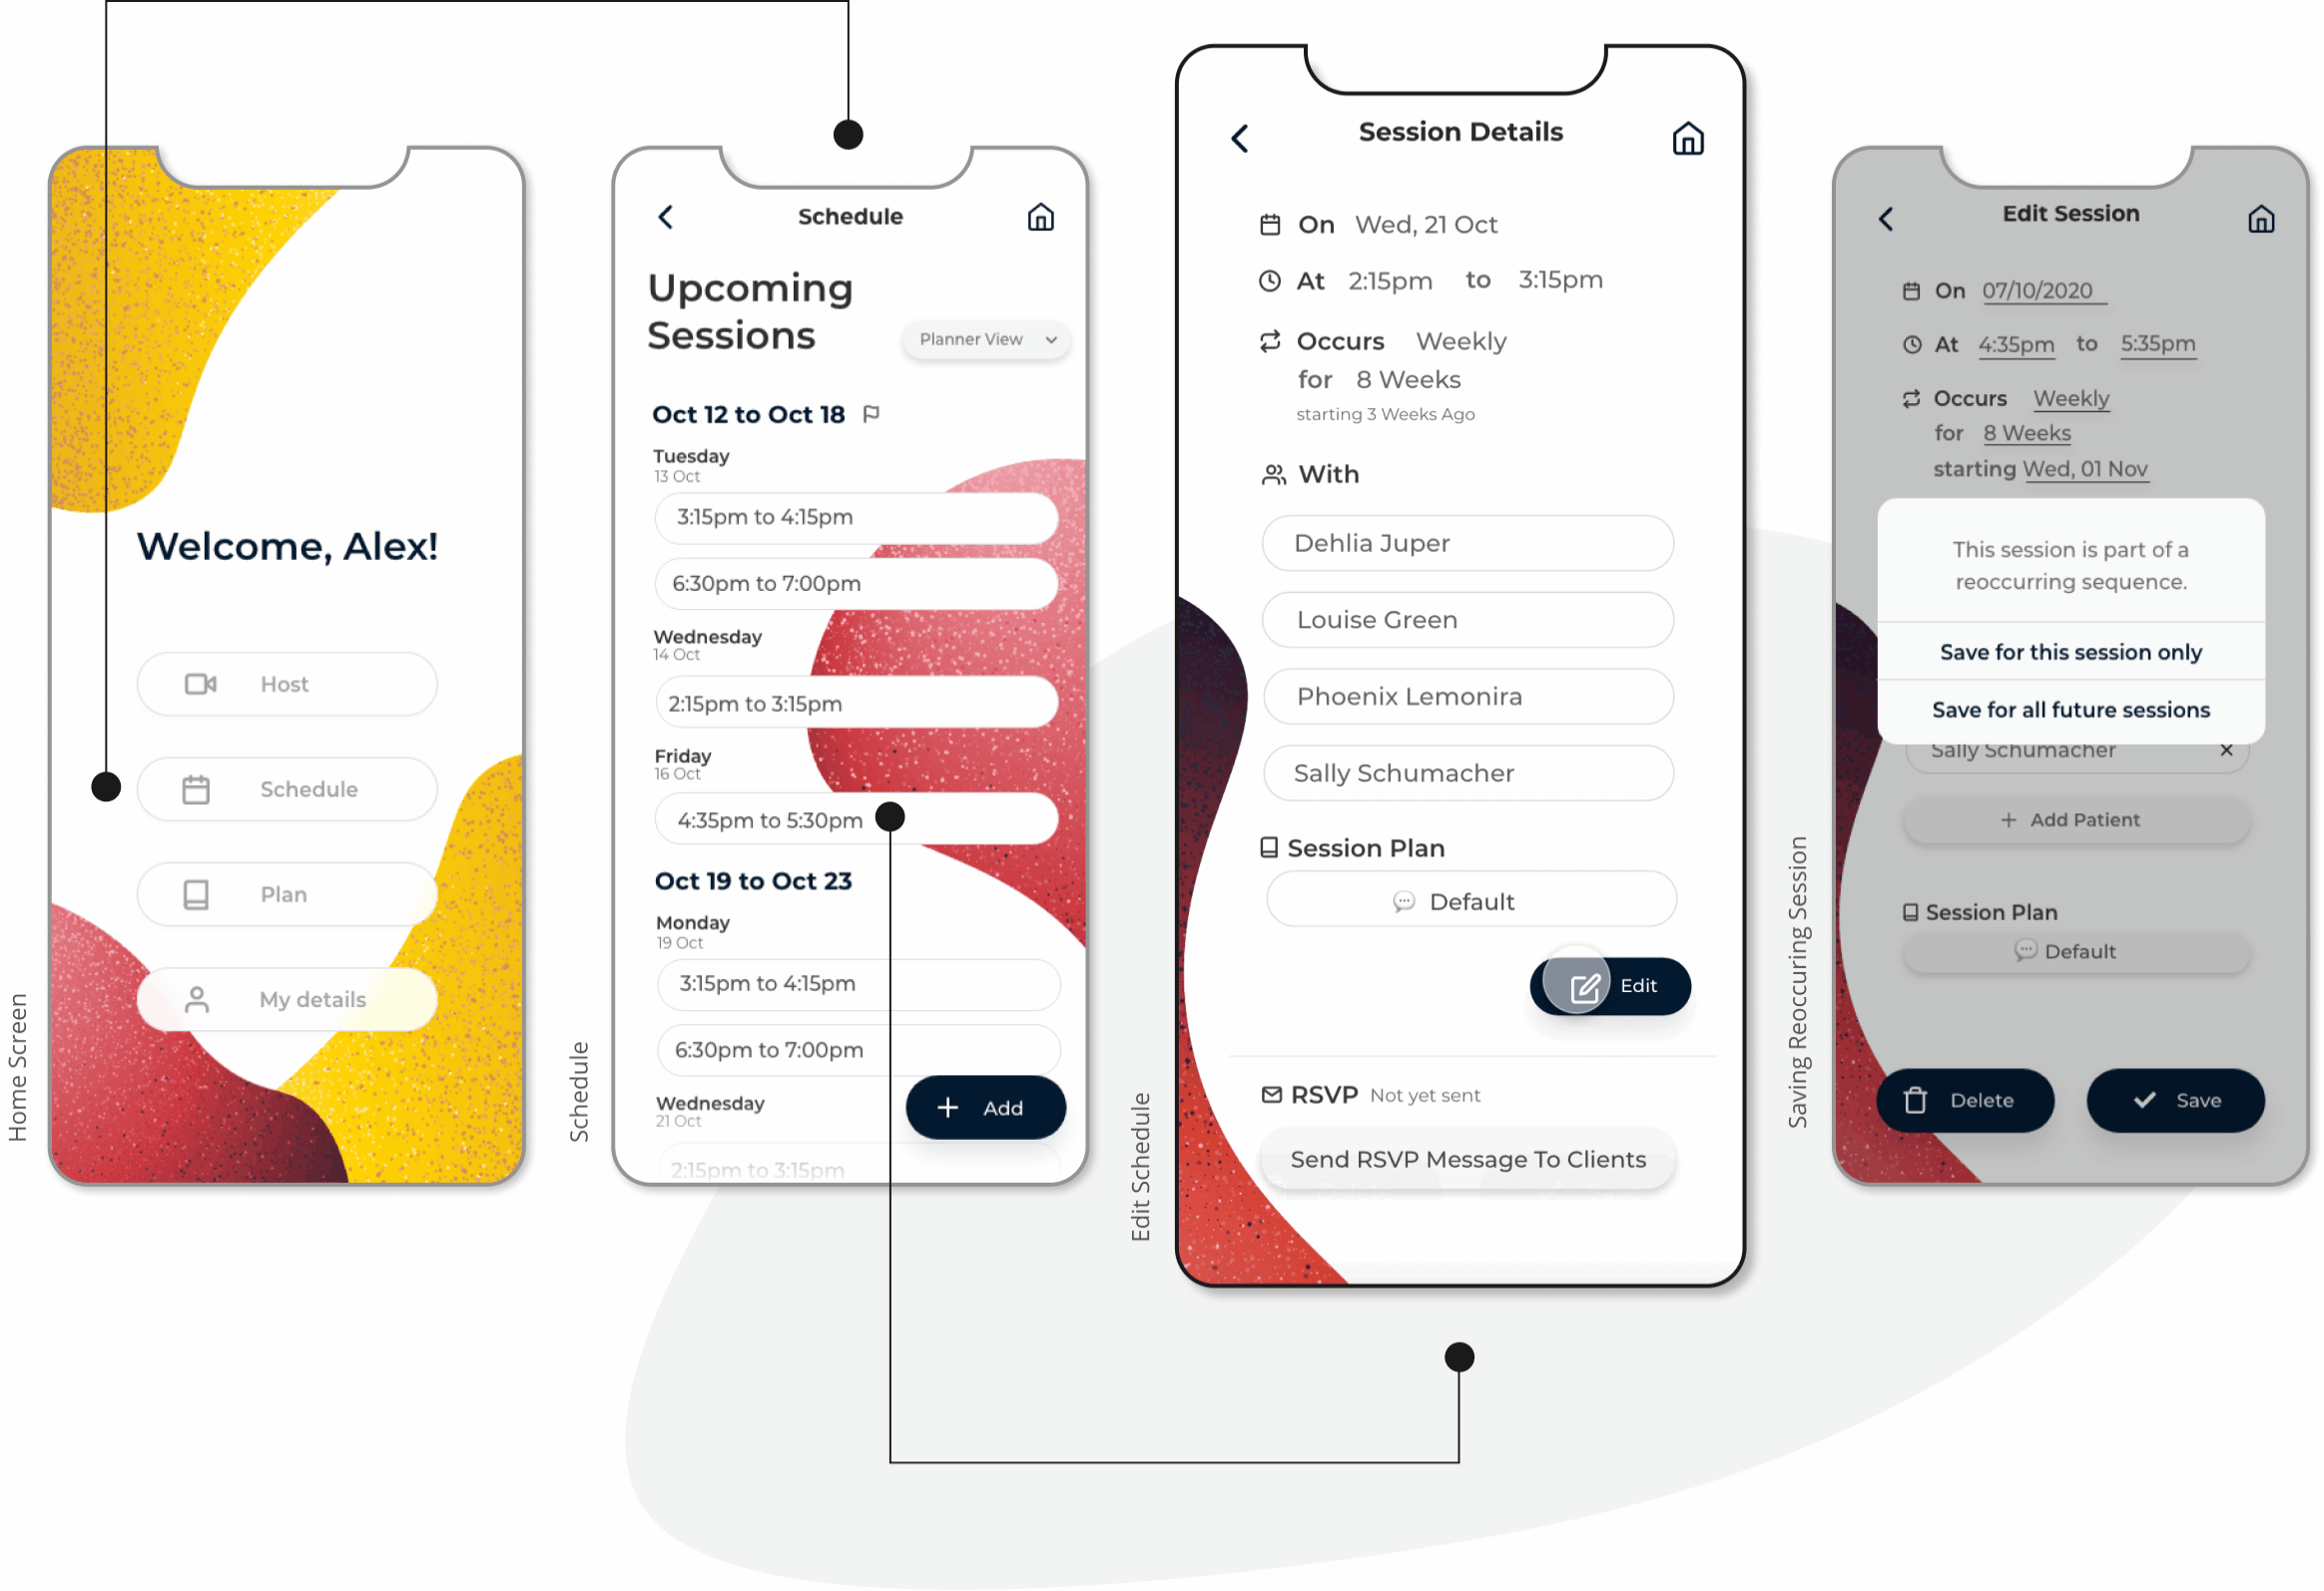 Home Screen
Welcome, Alex!
Host
Schedule
Plan
My details
Schedule
Schedule
Upcoming
Sessions
Planner View
Oct 12 to Oct 18
Tuesday
13 Oct
3:15pm to 4:15pm
6:30pm to 7:00pm
Wednesday
14 Oct
2:15pm to 3:15pm
Friday
16 Oct
4:35pm to 5:30pm
Oct 19 to Oct 23
Monday
19 Oct
3:15pm to 4:15pm
6:30pm to 7:00pm
Wednesday
21 Oct
2:15pm to 3:15pm
Add
Edit Schedule
Session Details
On Wed, 21 Oct
At 2:15pm to 3:15pm
Occurs Weekly
for 8 Weeks
starting 3 Weeks Ago
With
Dehlia Juper
Louise Green
Phoenix Lemonira
Sally Schumacher
Session Plan
Default
Edit
RSVP Not yet sent
Send RSVP Message To Clients
Saving Reoccuring Session
Edit Session
On 07/10/2020
At 4:35pm to 5:35pm
Occurs Weekly
for 8 Weeks
starting Wed, 01 Nov
This session is part of a
reoccurring sequence.
Save for this session only
Save for all future sessions
Sally Schumacher
Add Patient
Session Plan
Default
Delete
Save